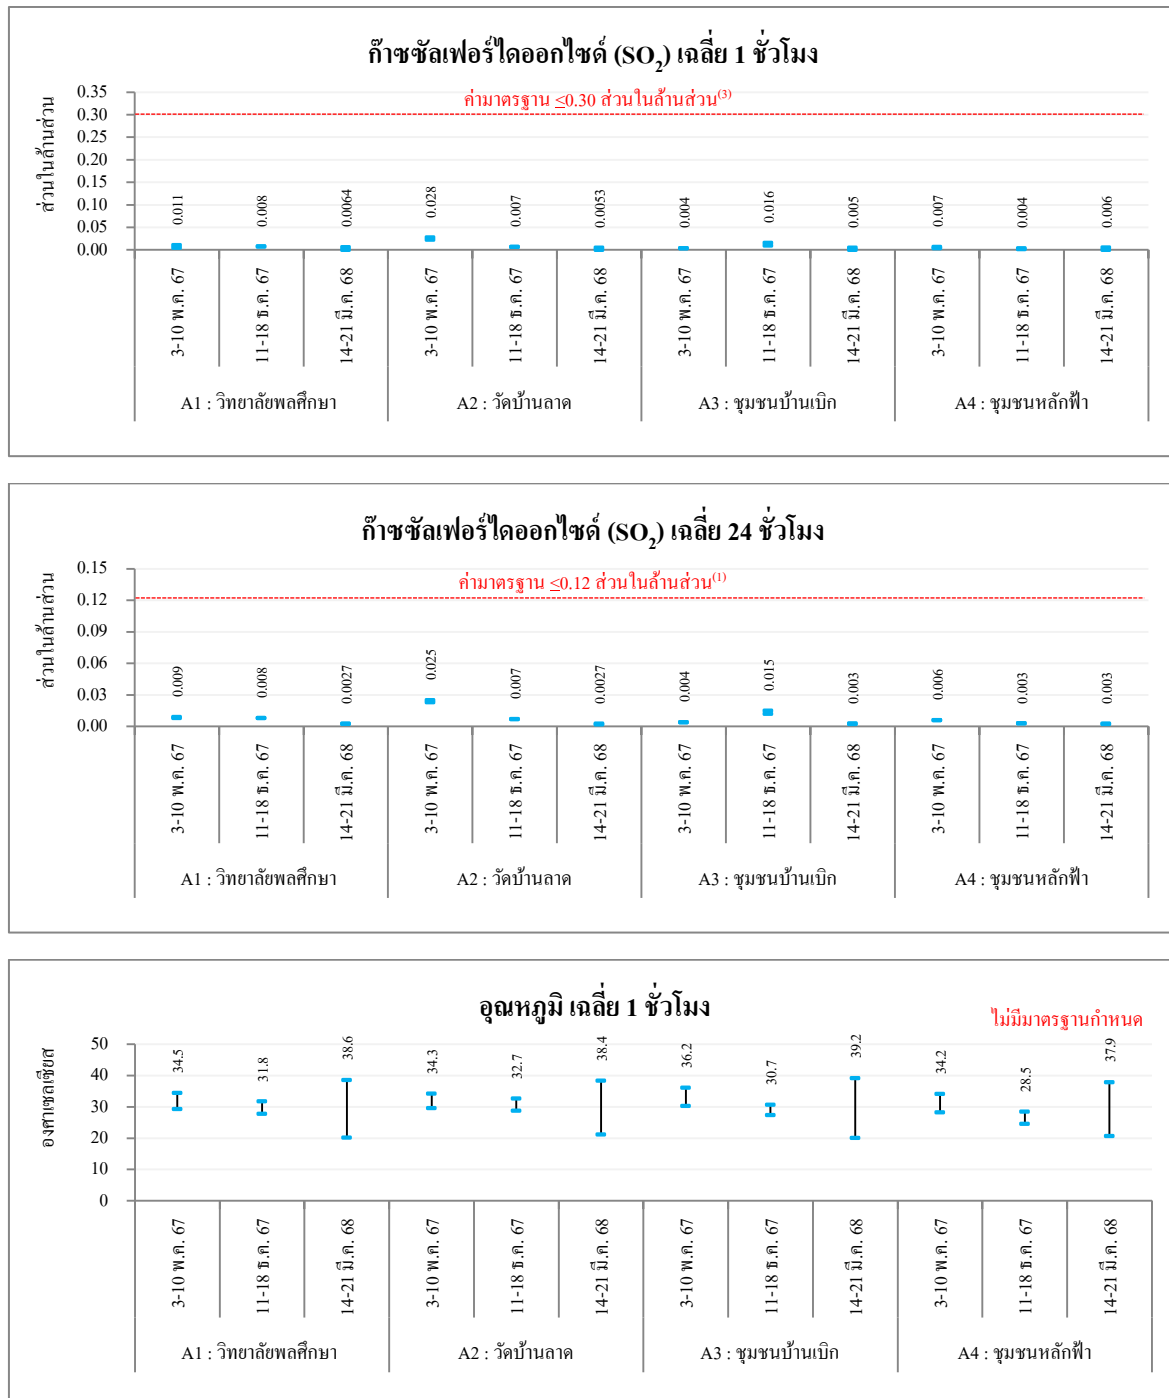 ก๊าซซัลเฟอร์ไดออกไซด์ (SO2) เฉลี่ย 1 ชั่วโมง
ค่ามาตรฐาน ≤0.30 ส่วนในล้านส่วน(3)
ส่วนในล้านส่วน
0.35
0.30
0.25
0.20
0.15
0.10
0.05
0.00
0.011 0.008 0.0064 0.028 0.007 0.0053 0.004 0.016 0.005 0.007 0.004 0.006
3-10 พ.ค. 67 11-18 ธ.ค. 67 14-21 มี.ค. 68 3-10 พ.ค. 67 11-18 ธ.ค. 67 14-21 มี.ค. 68 3-10 พ.ค. 67 11-18 ธ.ค. 67 14-21 มี.ค. 68 3-10 พ.ค. 67 11-18 ธ.ค. 67 14-21 มี.ค. 68
A1 : วิทยาลัยพลศึกษา A2 : วัดบ้านลาด A3 : ชุมชนบ้านเบิก A4 : ชุมชนหลักฟ้า
ก๊าซซัลเฟอร์ไดออกไซด์ (SO2) เฉลี่ย 24 ชั่วโมง
ค่ามาตรฐาน ≤0.12 ส่วนในล้านส่วน(1)
ส่วนในล้านส่วน
0.15
0.12
0.09
0.06
0.03
0.00
0.009 0.008 0.0027 0.025 0.007 0.0027 0.004 0.015 0.003 0.006 0.003 0.003
3-10 พ.ค. 67 11-18 ธ.ค. 67 14-21 มี.ค. 68 3-10 พ.ค. 67 11-18 ธ.ค. 67 14-21 มี.ค. 68 3-10 พ.ค. 67 11-18 ธ.ค. 67 14-21 มี.ค. 68 3-10 พ.ค. 67 11-18 ธ.ค. 67 14-21 มี.ค. 68
A1 : วิทยาลัยพลศึกษา A2 : วัดบ้านลาด A3 : ชุมชนบ้านเบิก A4 : ชุมชนหลักฟ้า
อุณหภูมิ เฉลี่ย 1 ชั่วโมง
ไม่มีมาตรฐานกำหนด
องศาเซลเซียส
50
40
30
20
10
0
34.5 31.8 38.6 34.3 32.7 38.4 36.2 30.7 39.2 34.2 28.5 37.9
3-10 พ.ค. 67 11-18 ธ.ค. 67 14-21 มี.ค. 68 3-10 พ.ค. 67 11-18 ธ.ค. 67 14-21 มี.ค. 68 3-10 พ.ค. 67 11-18 ธ.ค. 67 14-21 มี.ค. 68 3-10 พ.ค. 67 11-18 ธ.ค. 67 14-21 มี.ค. 68
A1 : วิทยาลัยพลศึกษา A2 : วัดบ้านลาด A3 : ชุมชนบ้านเบิก A4 : ชุมชนหลักฟ้า